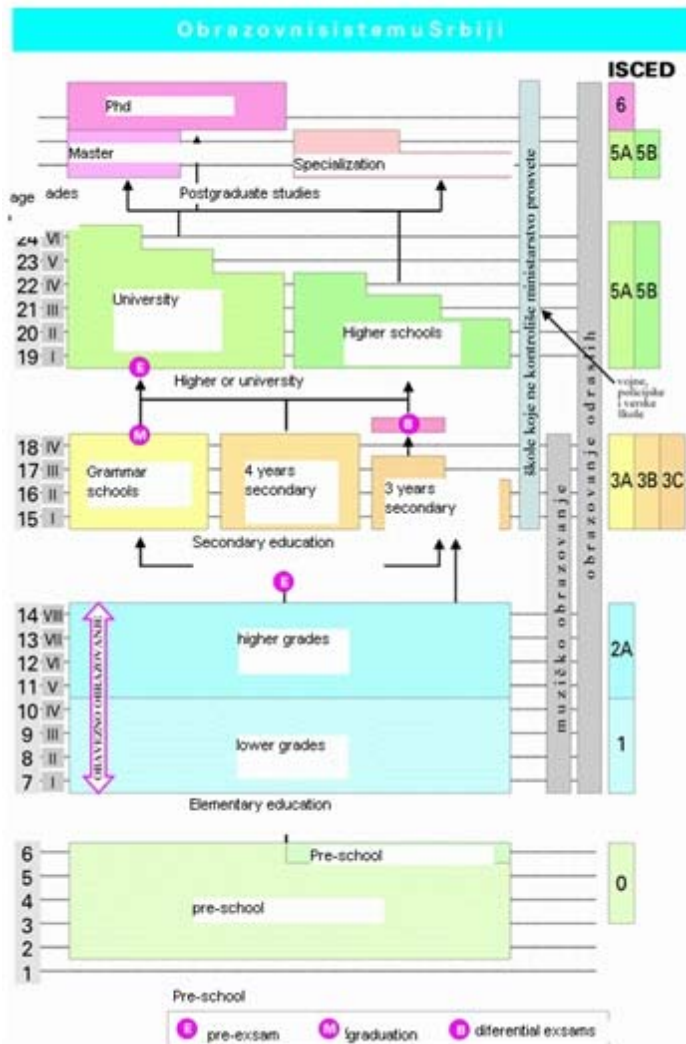 ObrazovnisistemuSrbiji
ISCED
Phd
6
Master
Specialization
5A 5B
age ades
Postgraduate studies
24 VI
23 V
22 IV
21 III
20 II
19 I
University
Higher schools
5A 5B
E
Higher or university
škole koje ne kontroliše ministarstvo prosvete
vojne,
policijske
i verske
škole
obrazovanje odraslih
muzičko obrazovanje
M
B
18 IV
17 III
16 II
15 I
Grammar
schools
4 years
secondary
3 years
secondary
3A 3B 3C
Secondary education
E
14 VIII
13 VII
12 VI
11 V
10 IV
9 III
8 II
7 I
OBAVEZNO OBRAZOVANJE
higher grades
2A
lower grades
1
Elementary education
6
5
4
3
2
1
Pre-school
pre-school
0
Pre-school
E pre-exsam
M !graduation
B diferential exsams